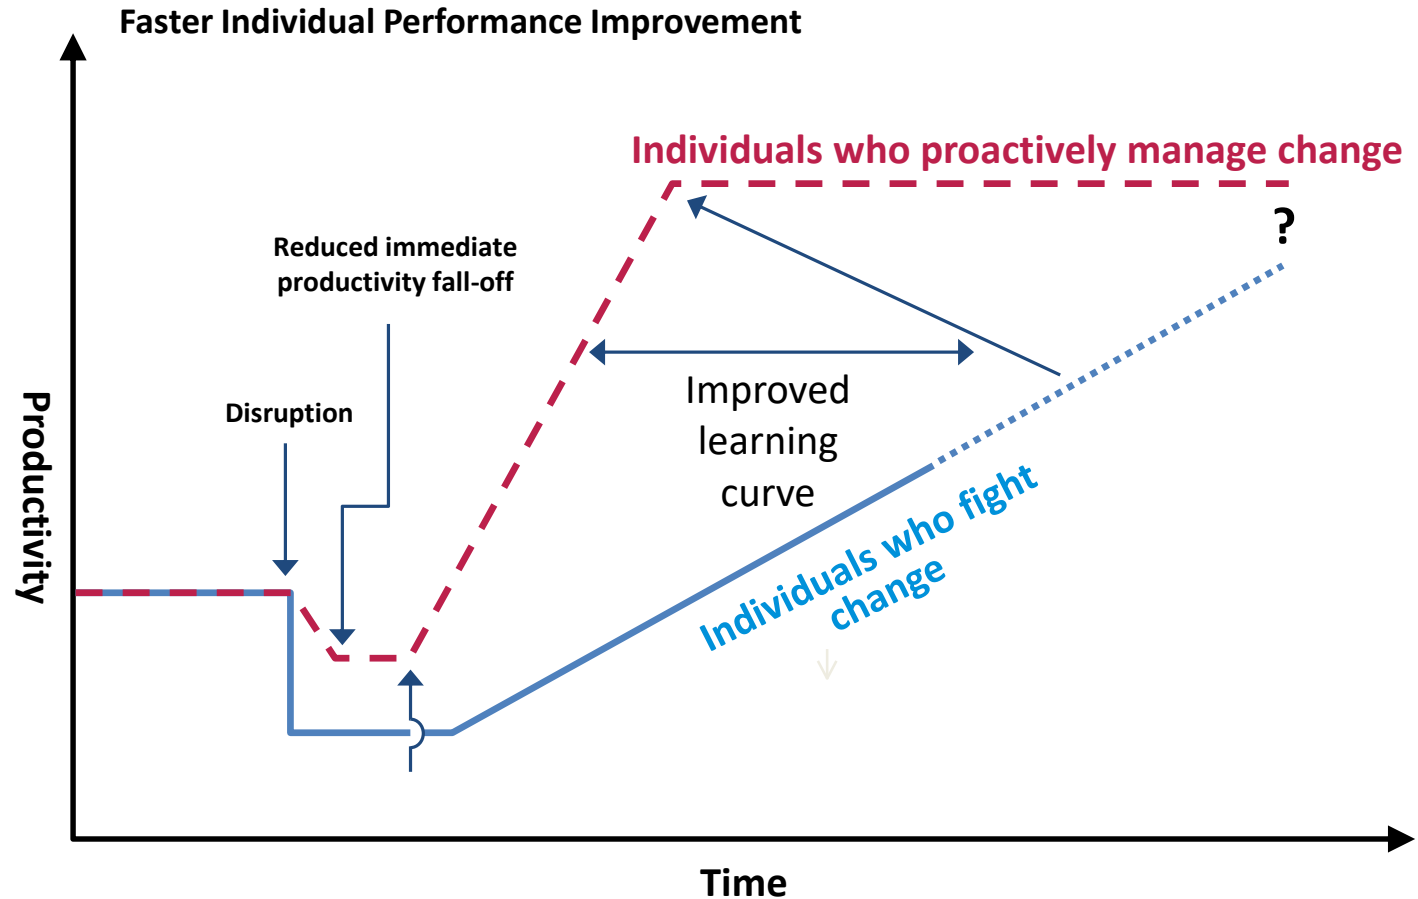 Faster Individual Performance Improvement
Individuals who proactively manage change
?
Reduced immediate
productivity fall-off
Disruption
Improved
learning
curve
Individuals who fight
change
Productivity
Time